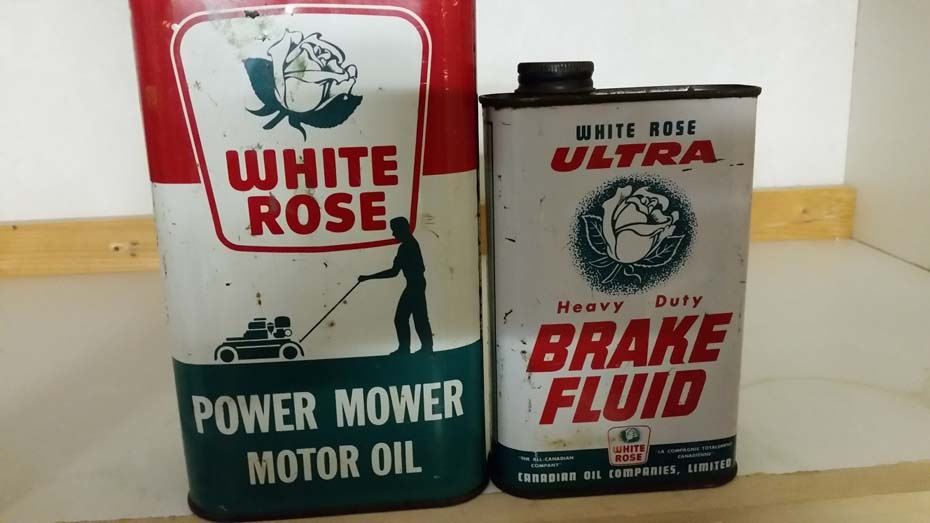 WHITE
ROSE
POWER MOWER
MOTOR OIL
WHITE ROSE
ULTRA
Heavy Duty
BRAKE
FLUID
WHITE
ROSE
"THE ALL-CANADIAN
COMPANY"
"LA COMPAGNIE TOTALEMENT
CANADIENNE"
CANADIAN OIL COMPANIES, LIMITED